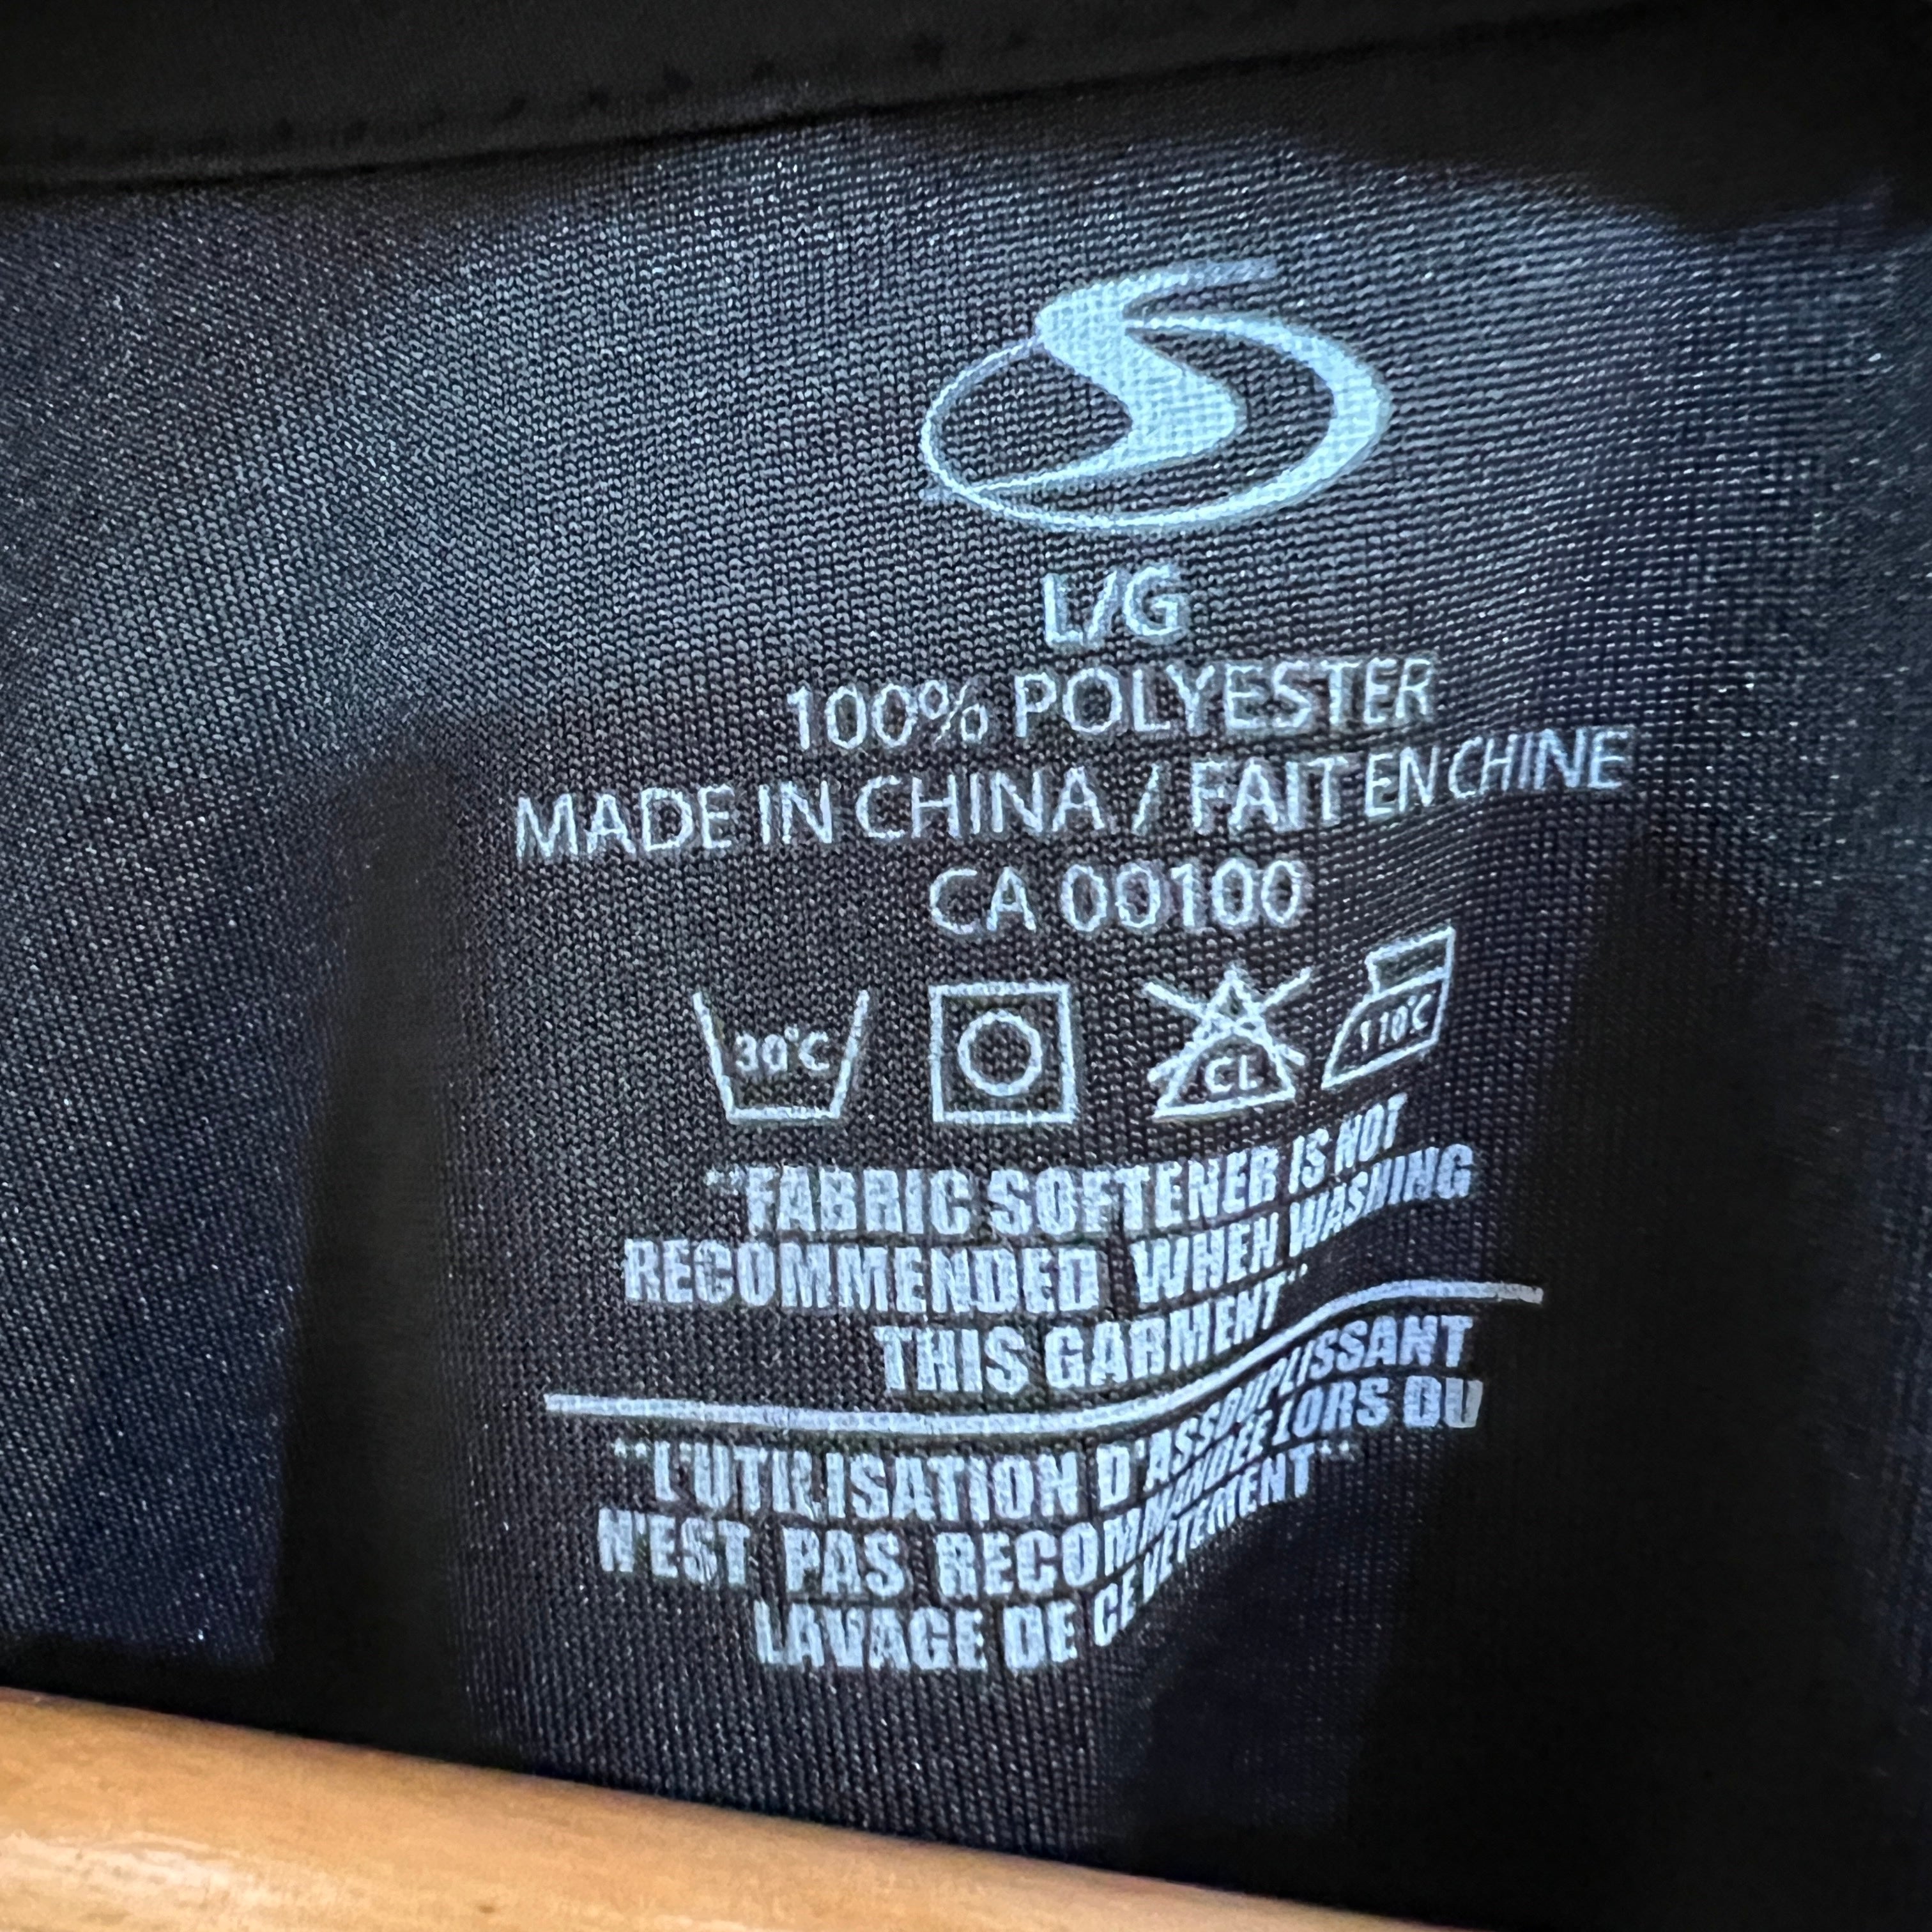 L/G
100% POLYESTER
MADE IN CHINA / FAIT EN CHINE
CA 00100
30°C
CL
110°C
"FABRIC SOFTENER IS NOT
RECOMMENDED WHEN WASHING
THIS GARMENT"
"L'UTILISATION D'ASSOUPLISSANT
N'EST PAS RECOMMANDÉE LORS DU
LAVAGE DE CE VÊTEMENT"